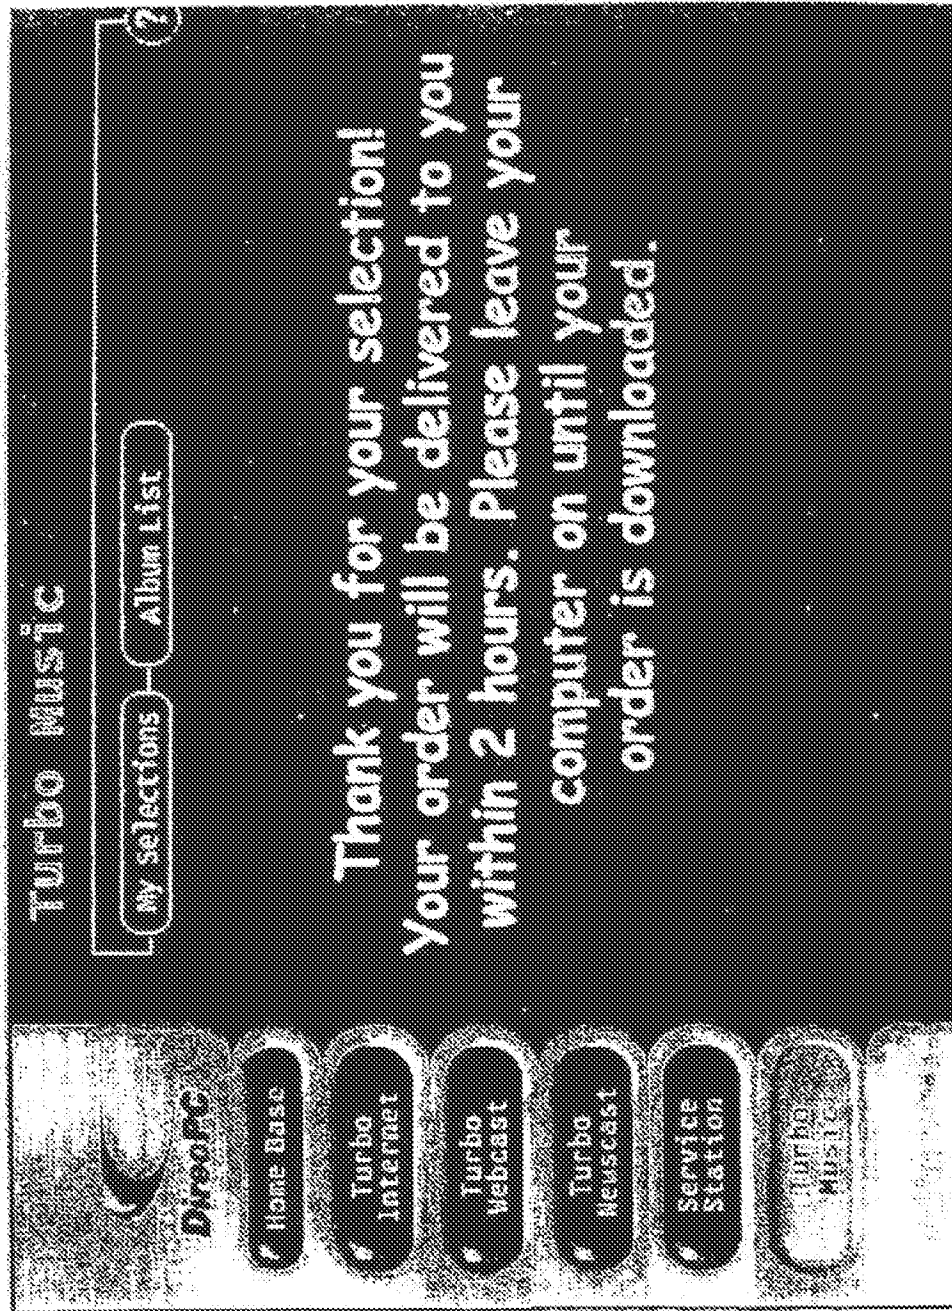 Turbo Music
My Selections
Album List
?
Thank you for your selection!
Your order will be delivered to you
within 2 hours. Please leave your
computer on until your
order is downloaded.
DirecPC
Home Base
Turbo
Internet
Turbo
Webcast
Turbo
Newscast
Service
Station
Turbo
Music